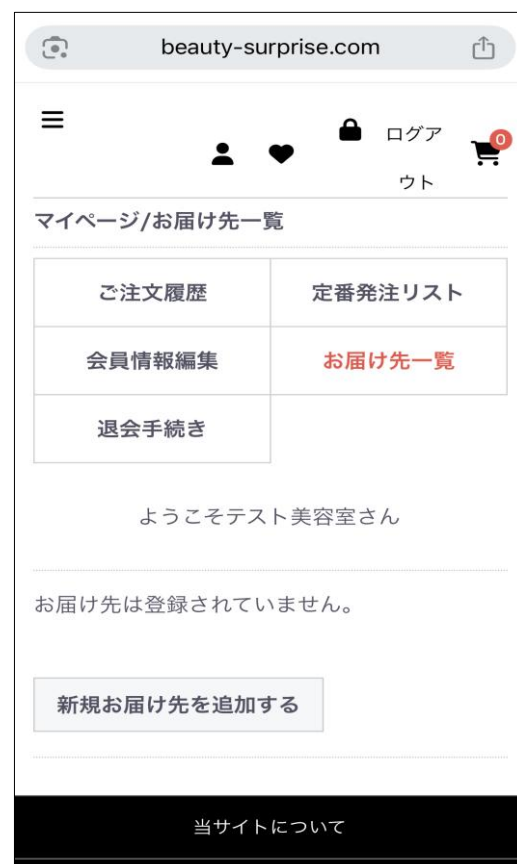 beauty-surprise.com
ログア
ウト
0
マイページ/お届け先一覧
ご注文履歴
定番発注リスト
会員情報編集
お届け先一覧
退会手続き
ようこそテスト美容室さん
お届け先は登録されていません。
新規お届け先を追加する
当サイトについて